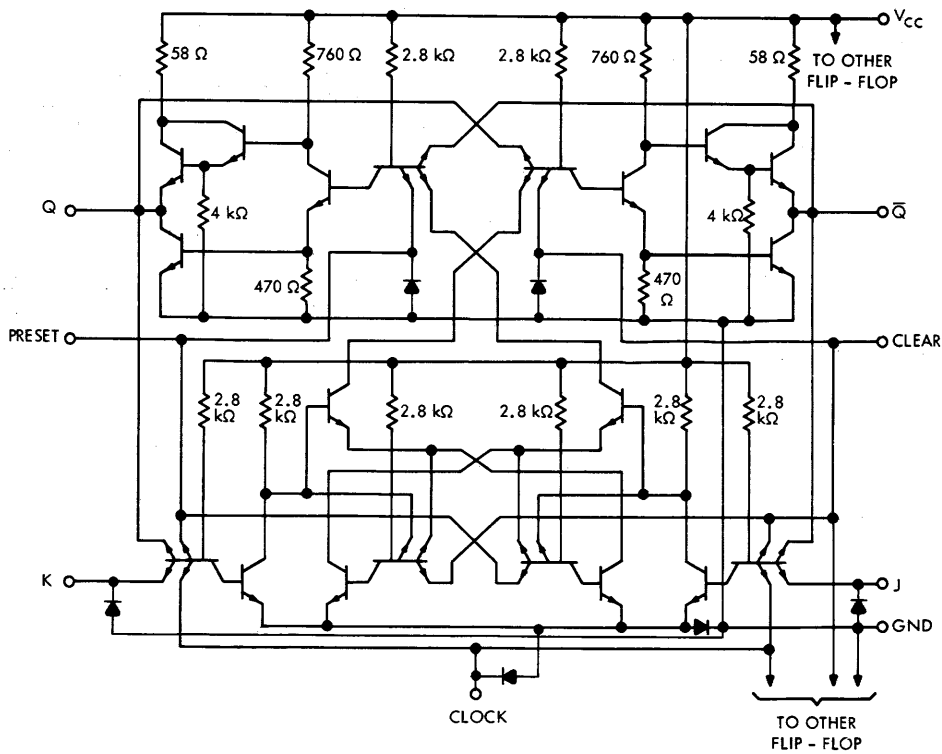 VCC
58 Ω
760 Ω
2.8 kΩ
2.8 kΩ
760 Ω
58 Ω
TO OTHER
FLIP – FLOP
Q
4 kΩ
4 kΩ
Q̅
470 Ω
470
Ω
PRESET
CLEAR
2.8
kΩ
2.8
kΩ
2.8 kΩ
2.8 kΩ
2.8
kΩ
2.8
kΩ
K
J
GND
CLOCK
TO OTHER
FLIP – FLOP